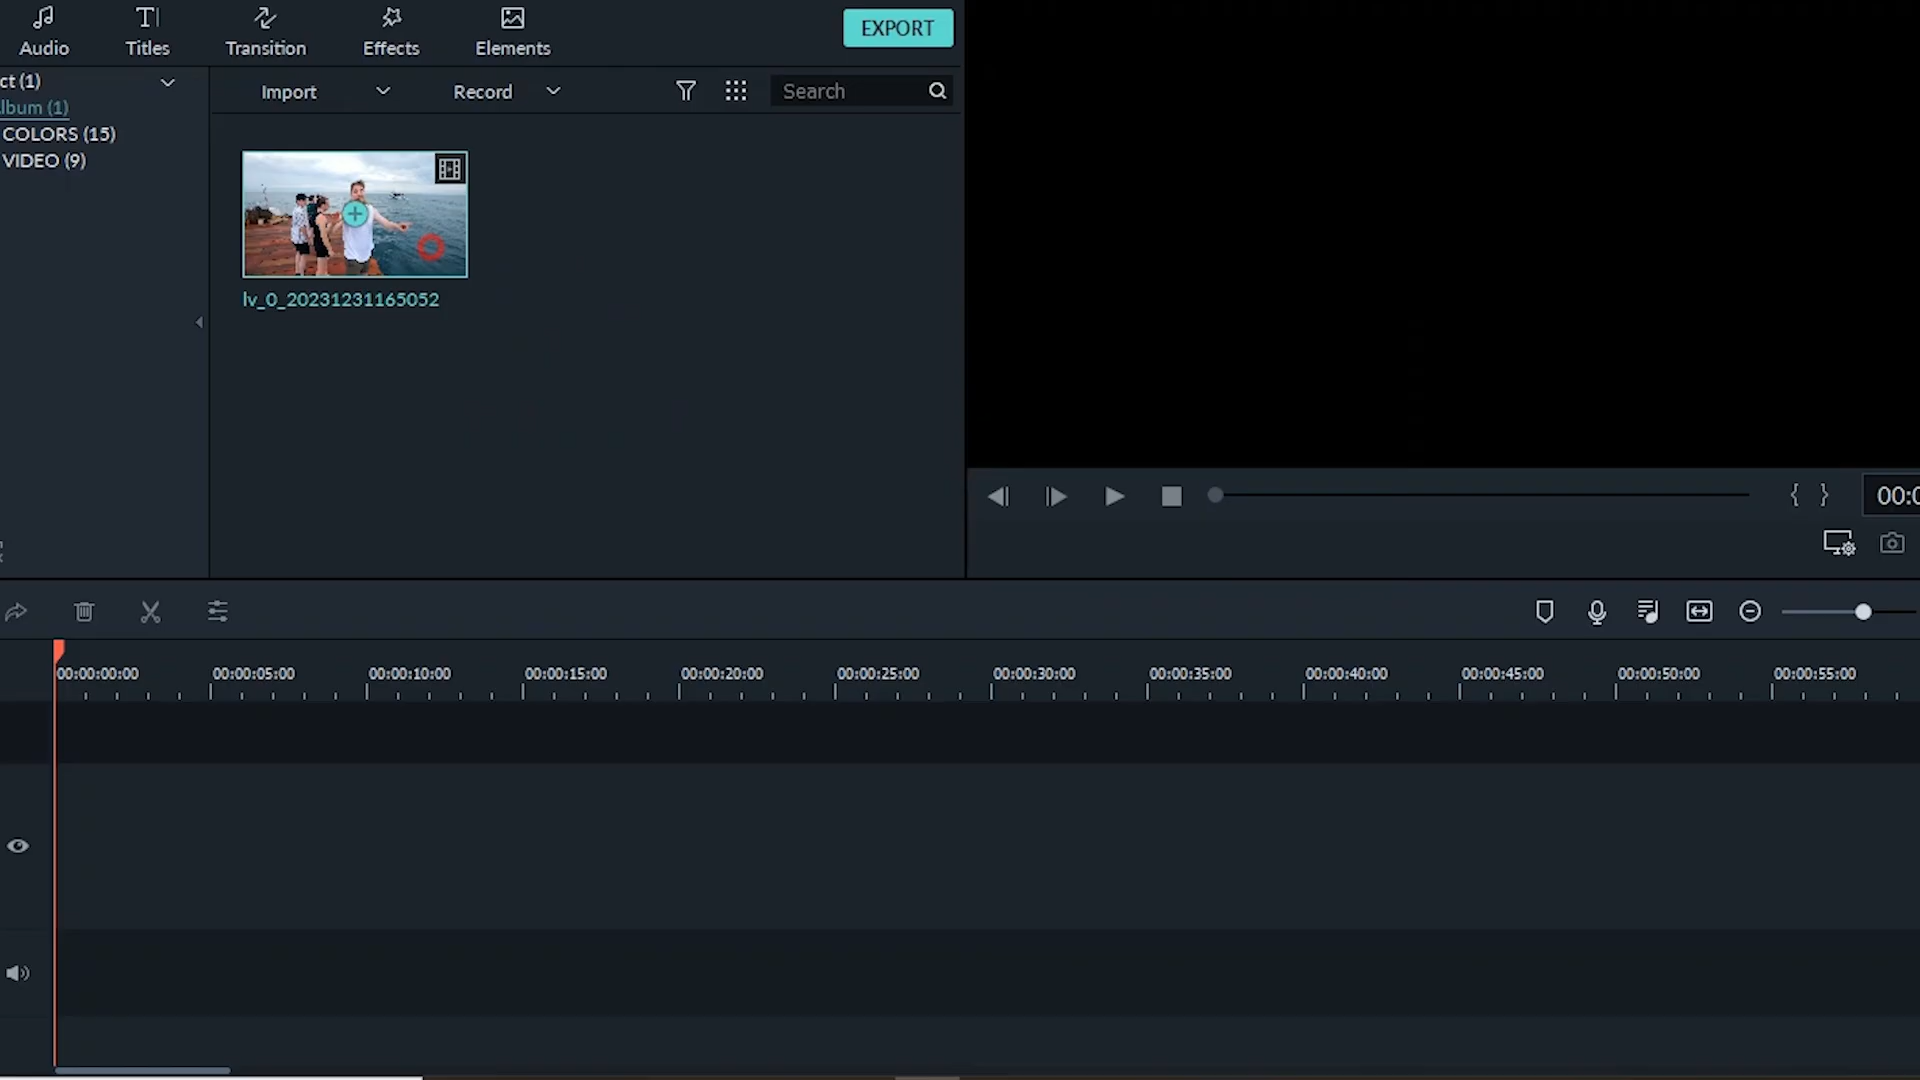 Audio
Titles
Transition
Effects
Elements
EXPORT
ct (1)
lbum (1)
COLORS (15)
VIDEO (9)
Import
Record
Search
lv_0_20231231165052
00:0
00:00:00:00
00:00:05:00
00:00:10:00
00:00:15:00
00:00:20:00
00:00:25:00
00:00:30:00
00:00:35:00
00:00:40:00
00:00:45:00
00:00:50:00
00:00:55:00